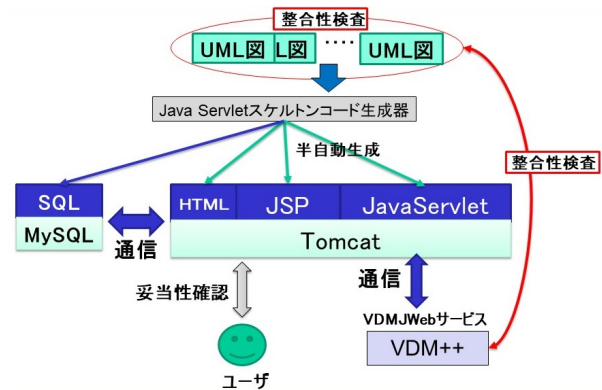 整合性検査
UML図 L図 ‥‥ UML図
Java Servletスケルトンコード生成器
半自動生成
整合性検査
SQL
HTML JSP JavaServlet
MySQL
Tomcat
通信
通信
妥当性確認
VDMJWebサービス
VDM++
ユーザ